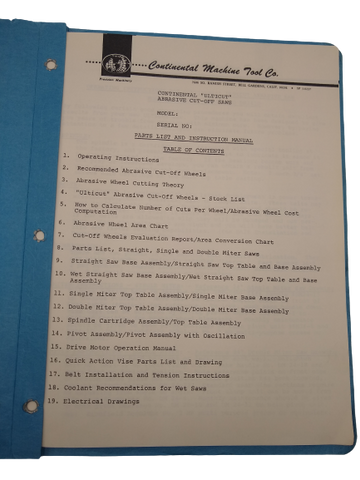 Continental Machine Tool Co.
CONTINENTAL "ULTICUT"
ABRASIVE CUT-OFF SAWS
MODEL:
SERIAL NO:
PARTS LIST AND INSTRUCTION MANUAL
TABLE OF CONTENTS
1. Operating Instructions
2. Recommended Abrasive Cut-Off Wheels
3. Abrasive Wheel Cutting Theory
4. "Ulticut" Abrasive Cut-Off Wheels - Stock List
5. How to Calculate Number of Cuts Per Wheel/Abrasive Wheel Cost
Computation
6. Abrasive Wheel Area Chart
7. Cut-Off Wheels Evaluation Report/Area Conversion Chart
8. Parts List, Straight, Single and Double Miter Saws
9. Straight Saw Base Assembly/Straight Saw Top Table and Base Assembly
10. Wet Straight Saw Base Assembly/Wet Straight Saw Top Table and Base
Assembly
11. Single Miter Top Table Assembly/Single Miter Base Assembly
12. Double Miter Top Table Assembly/Double Miter Base Assembly
13. Spindle Cartridge Assembly/Top Table Assembly
14. Pivot Assembly/Pivot Assembly with Oscillation
15. Drive Motor Operation Manual
16. Quick Action Vise Parts List and Drawing
17. Belt Installation and Tension Instructions
18. Coolant Recommendations for Wet Saws
19. Electrical Drawings